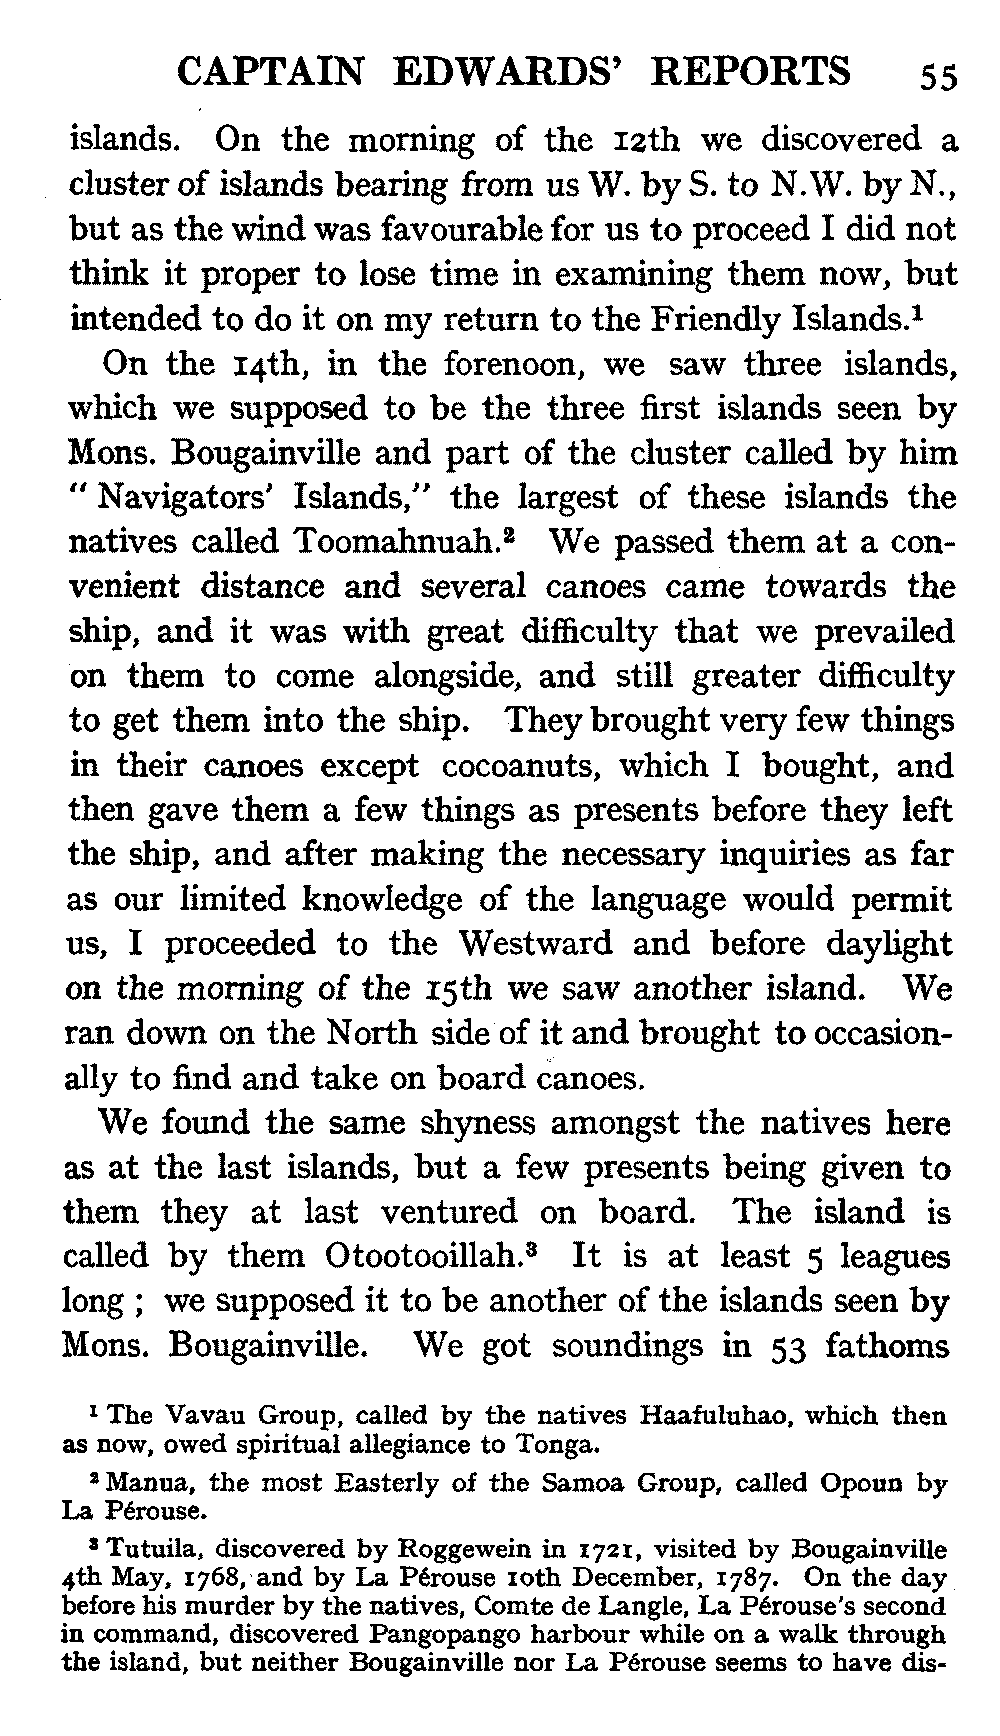 CAPTAIN EDWARDS' REPORTS 55
islands. On the morning of the 12th we discovered a
cluster of islands bearing from us W. by S. to N.W. by N.,
but as the wind was favourable for us to proceed I did not
think it proper to lose time in examining them now, but
intended to do it on my return to the Friendly Islands.¹
On the 14th, in the forenoon, we saw three islands,
which we supposed to be the three first islands seen by
Mons. Bougainville and part of the cluster called by him
"Navigators' Islands," the largest of these islands the
natives called Toomahnuah.² We passed them at a con-
venient distance and several canoes came towards the
ship, and it was with great difficulty that we prevailed
on them to come alongside, and still greater difficulty
to get them into the ship. They brought very few things
in their canoes except cocoanuts, which I bought, and
then gave them a few things as presents before they left
the ship, and after making the necessary inquiries as far
as our limited knowledge of the language would permit
us, I proceeded to the Westward and before daylight
on the morning of the 15th we saw another island. We
ran down on the North side of it and brought to occasion-
ally to find and take on board canoes.
We found the same shyness amongst the natives here
as at the last islands, but a few presents being given to
them they at last ventured on board. The island is
called by them Otootooillah.³ It is at least 5 leagues
long ; we supposed it to be another of the islands seen by
Mons. Bougainville. We got soundings in 53 fathoms
¹ The Vavau Group, called by the natives Haafuluhao, which then
as now, owed spiritual allegiance to Tonga.
² Manua, the most Easterly of the Samoa Group, called Opoun by
La Pérouse.
³ Tutuila, discovered by Roggewein in 1721, visited by Bougainville
4th May, 1768, and by La Pérouse 10th December, 1787. On the day
before his murder by the natives, Comte de Langle, La Pérouse's second
in command, discovered Pangopango harbour while on a walk through
the island, but neither Bougainville nor La Pérouse seems to have dis-